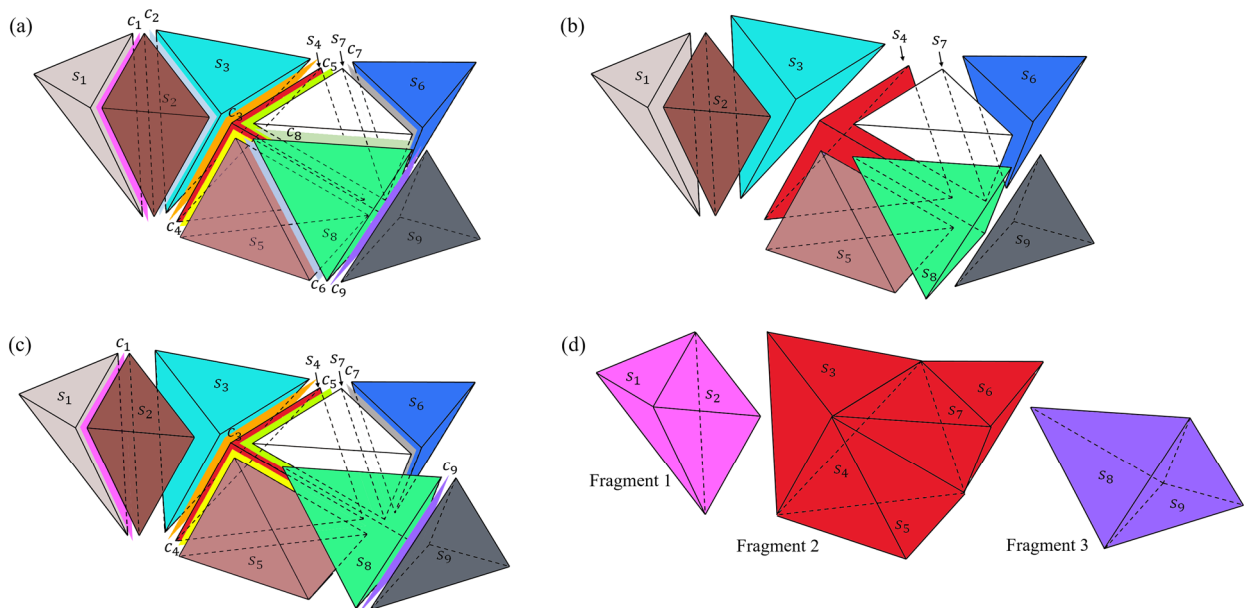 (a)
c₁
c₂
s₁
s₂
s₃
s₄
s₇
c₅
c₇
s₆
c₃
c₈
c₄
s₅
s₈
c₆
c₉
s₉
(b)
s₁
s₂
s₃
s₄
s₇
s₆
s₅
s₈
s₉
(c)
c₁
s₁
s₂
s₃
s₄
s₇
c₅
c₇
s₆
c₃
c₄
c₉
s₅
s₈
s₉
(d)
s₁
s₂
Fragment 1
s₃
s₆
s₇
s₄
s₅
Fragment 2
s₈
s₉
Fragment 3